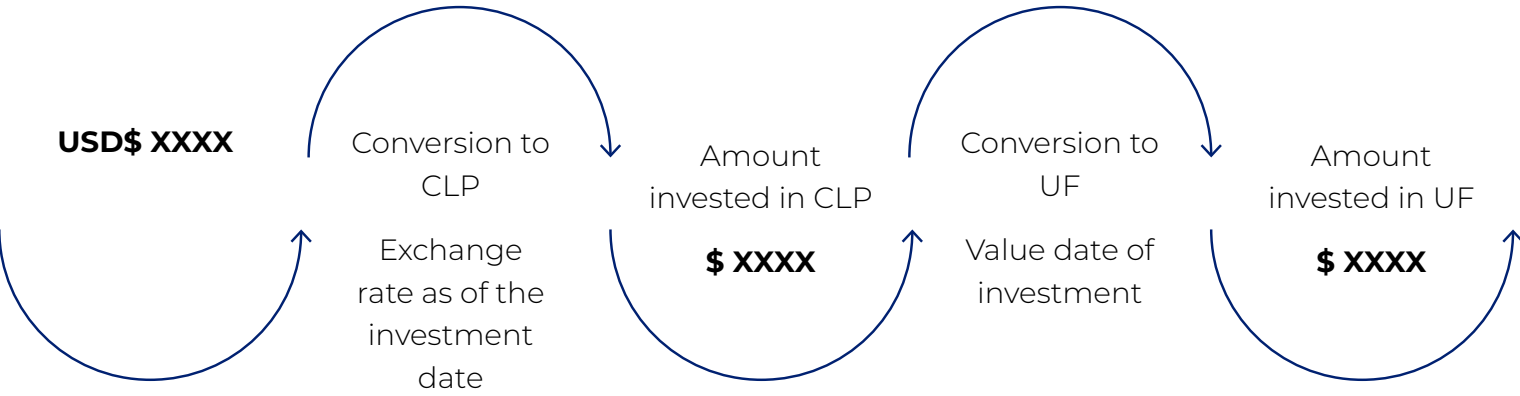 USD$ XXXX
Conversion to
CLP
Exchange
rate as of the
investment
date
Amount
invested in CLP
$ XXXX
Conversion to
UF
Value date of
investment
Amount
invested in UF
$ XXXX